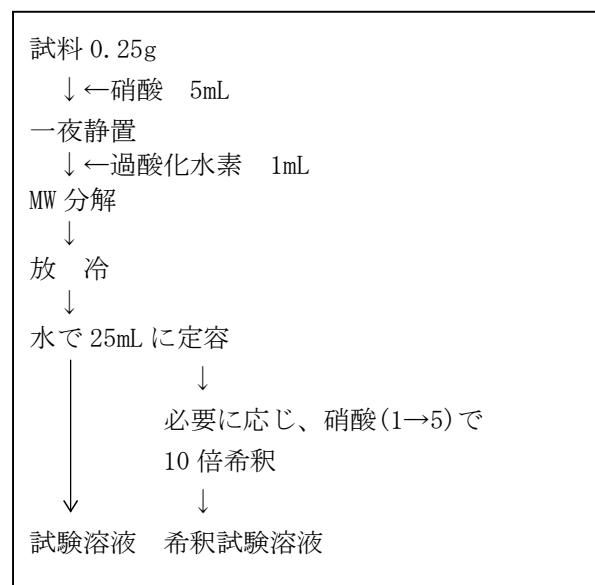 試料 0.25g
↓←硝酸　5mL
一夜静置
↓←過酸化水素　1mL
MW 分解
↓
放　冷
↓
水で 25mL に定容
↓
必要に応じ、硝酸(1→5)で
10 倍希釈
↓
試験溶液　希釈試験溶液